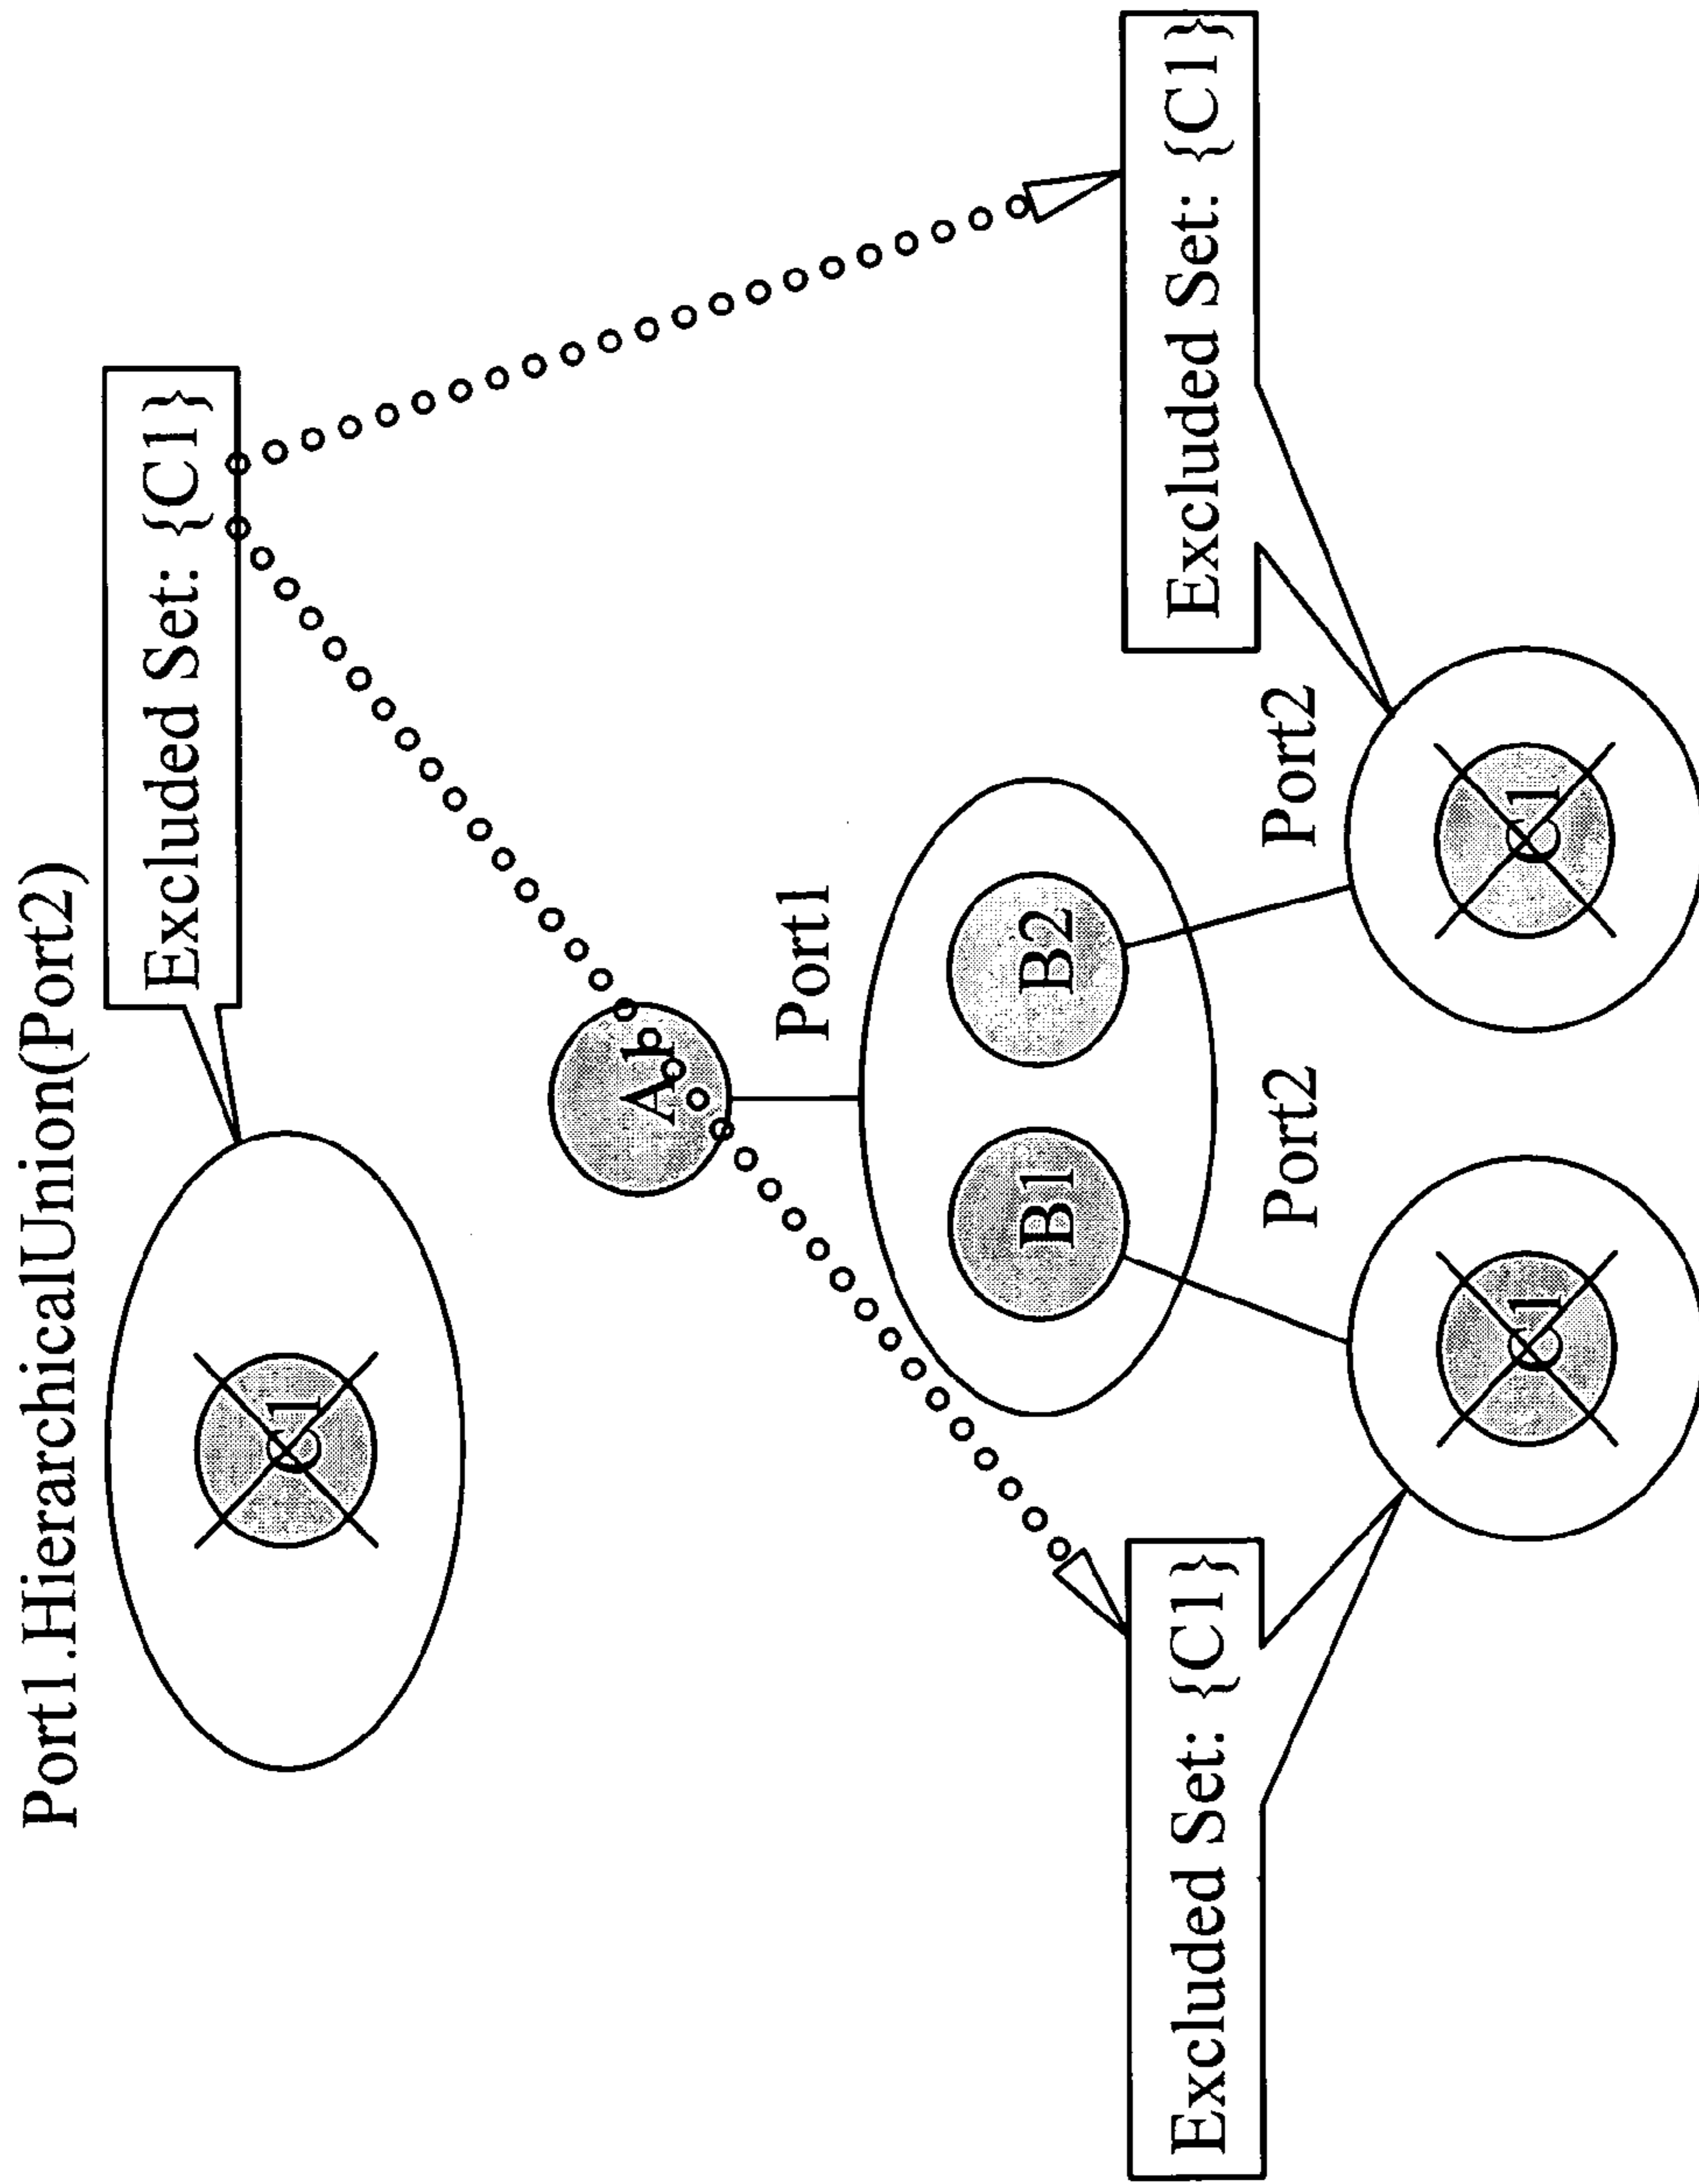 Port1.HierarchicalUnion(Port2)
C1
Excluded Set: {C1}
A1
Port1
B1
B2
Port2
Port2
Excluded Set: {C1}
C1
C1
Excluded Set: {C1}